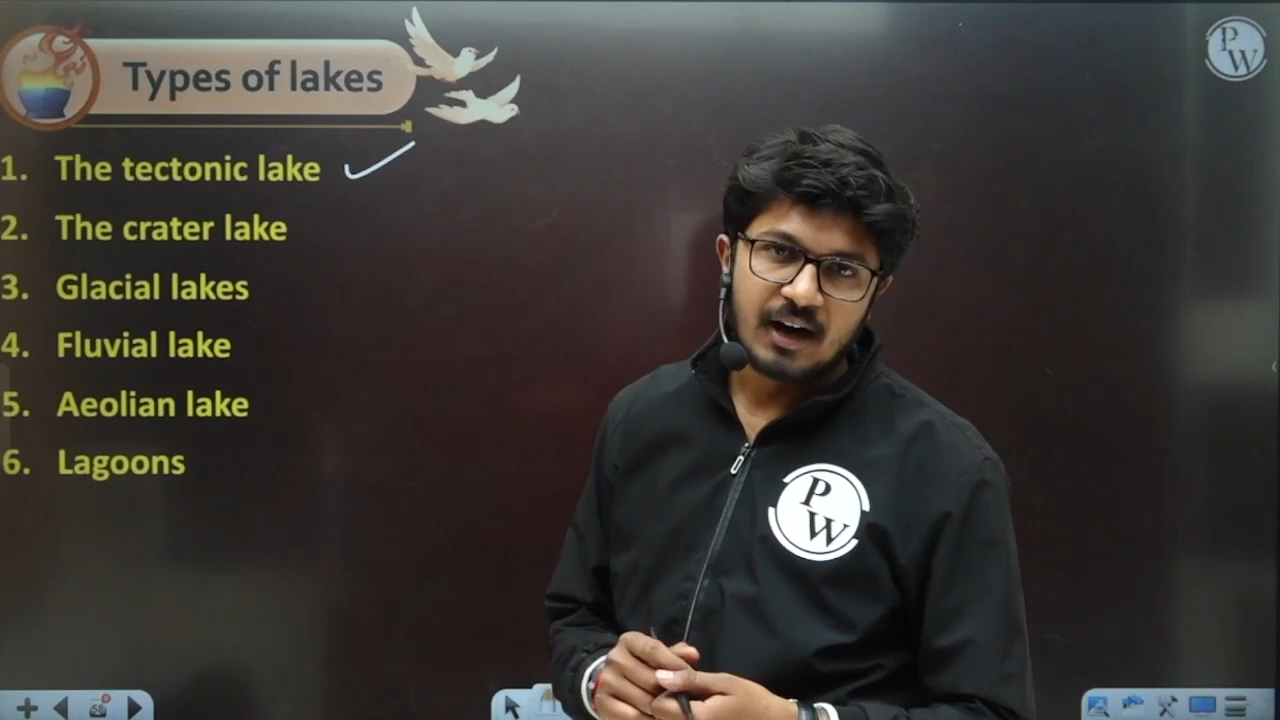 Types of lakes
PW
1. The tectonic lake
2. The crater lake
3. Glacial lakes
4. Fluvial lake
5. Aeolian lake
6. Lagoons
PW